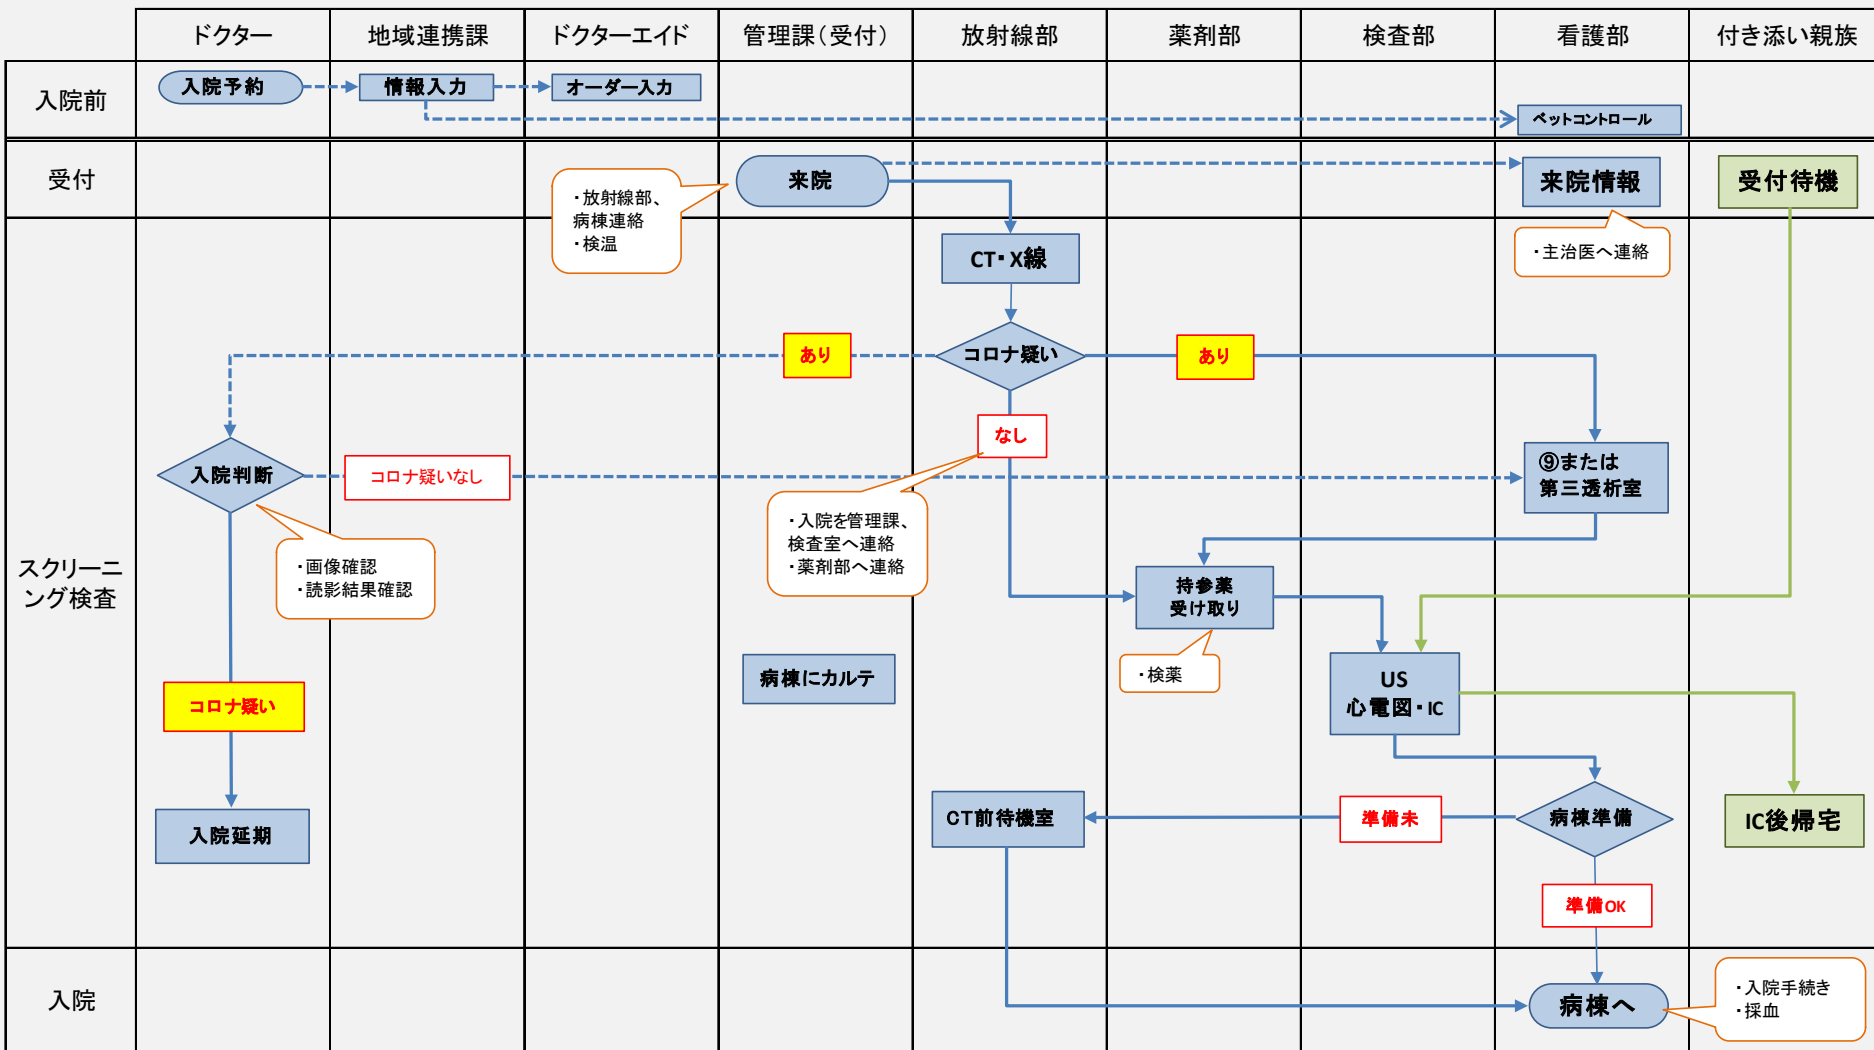 ドクター
地域連携課
ドクターエイド
管理課（受付）
放射線部
薬剤部
検査部
看護部
付き添い親族
入院前
入院予約
情報入力
オーダー入力
ベットコントロール
受付
・放射線部、
病棟連絡
・検温
来院
来院情報
受付待機
・主治医へ連絡
スクリーニ
ング検査
CT・X線
コロナ疑い
あり
あり
なし
入院判断
コロナ疑いなし
⑨または
第三透析室
・画像確認
・読影結果確認
・入院を管理課、
検査室へ連絡
・薬剤部へ連絡
持参薬
受け取り
・検薬
病棟にカルテ
US
心電図・IC
コロナ疑い
入院延期
CT前待機室
準備未
病棟準備
IC後帰宅
準備OK
入院
病棟へ
・入院手続き
・採血